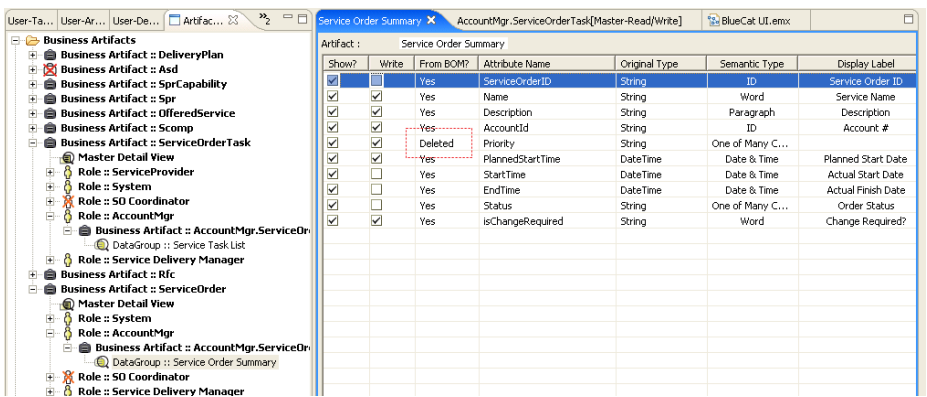 User-Ta... User-Ar... User-De... Artifac... 2
Business Artifacts
Business Artifact :: DeliveryPlan
Business Artifact :: Asd
Business Artifact :: SprCapability
Business Artifact :: Spr
Business Artifact :: OfferedService
Business Artifact :: Scomp
Business Artifact :: ServiceOrderTask
Master Detail View
Role :: ServiceProvider
Role :: System
Role :: SO Coordinator
Role :: AccountMgr
Business Artifact :: AccountMgr.ServiceOr
DataGroup :: Service Task List
Role :: Service Delivery Manager
Business Artifact :: Rfc
Business Artifact :: ServiceOrder
Master Detail View
Role :: System
Role :: AccountMgr
Business Artifact :: AccountMgr.ServiceOr
DataGroup :: Service Order Summary
Role :: SO Coordinator
Role :: Service Delivery Manager
Service Order Summary AccountMgr.ServiceOrderTask[Master-Read/Write] BlueCat UI.emx
Artifact : Service Order Summary
Show? Write From BOM? Attribute Name Original Type Semantic Type Display Label
Yes ServiceOrderID String ID Service Order ID
Yes Name String Word Service Name
Yes Description String Paragraph Description
Yes AccountId String ID Account #
Deleted Priority String One of Many C...
Yes PlannedStartTime DateTime Date & Time Planned Start Date
Yes StartTime DateTime Date & Time Actual Start Date
Yes EndTime DateTime Date & Time Actual Finish Date
Yes Status String One of Many C... Order Status
Yes isChangeRequired String Word Change Required?